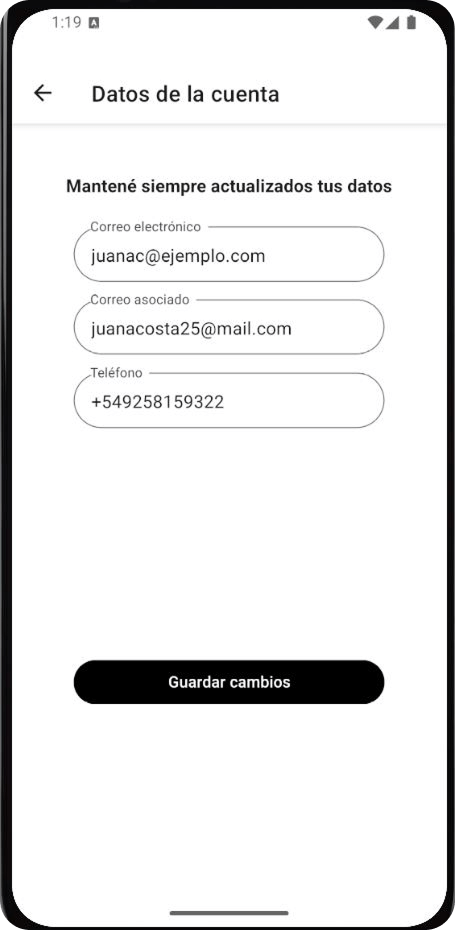 1:19 A
Datos de la cuenta
Mantené siempre actualizados tus datos
Correo electrónico
juanac@ejemplo.com
Correo asociado
juanacosta25@mail.com
Teléfono
+549258159322
Guardar cambios